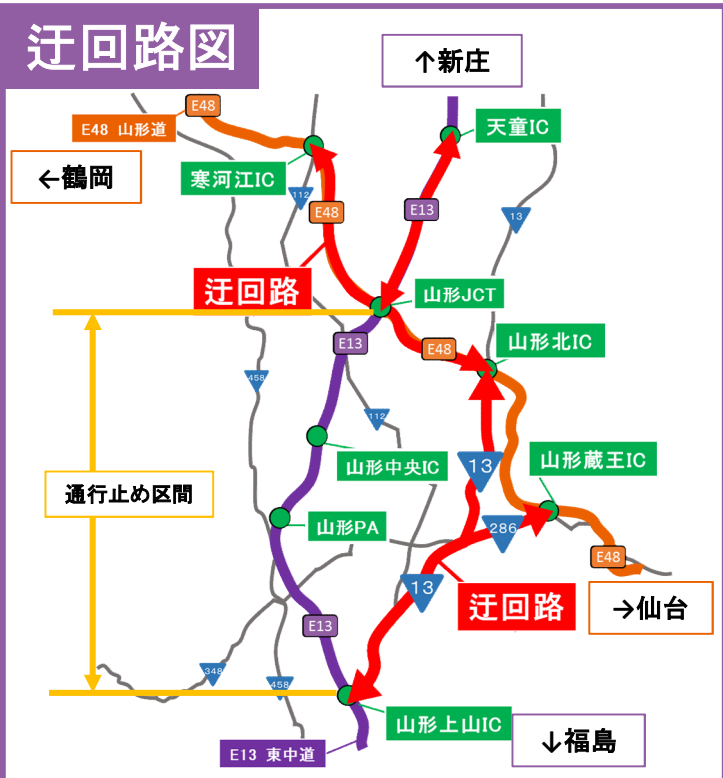 迂回路図
↑新庄
E48
E48 山形道
天童IC
←鶴岡
寒河江IC
112
E48
E13
13
迂回路
山形JCT
E13
E48
山形北IC
458
112
山形中央IC
13
山形蔵王IC
通行止め区間
山形PA
286
E48
13
迂回路
→仙台
E13
348
458
山形上山IC
E13 東中道
↓福島